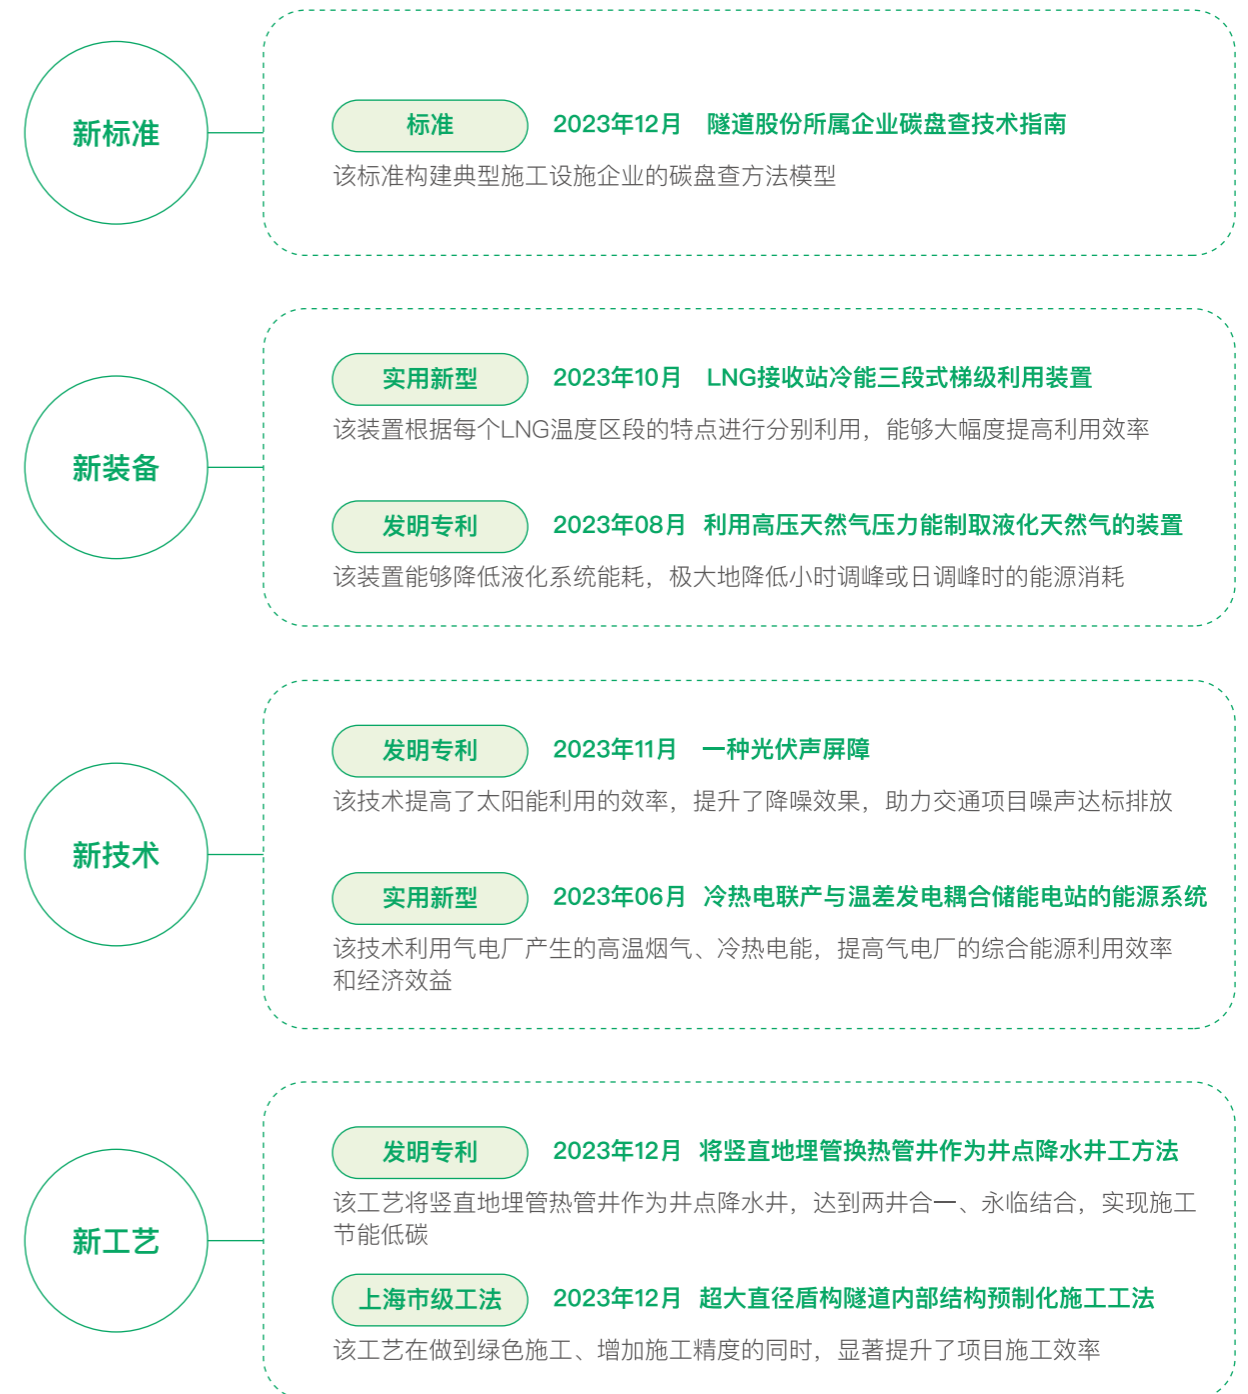 新标准
标准 2023年12月 隧道股份所属企业碳盘查技术指南
该标准构建典型施工设施企业的碳盘查方法模型
新装备
实用新型 2023年10月 LNG接收站冷能三段式梯级利用装置
该装置根据每个LNG温度区段的特点进行分别利用，能够大幅度提高利用效率
发明专利 2023年08月 利用高压天然气压力能制取液化天然气的装置
该装置能够降低液化系统能耗，极大地降低小时调峰或日调峰时的能源消耗
新技术
发明专利 2023年11月 一种光伏声屏障
该技术提高了太阳能利用的效率，提升了降噪效果，助力交通项目噪声达标排放
实用新型 2023年06月 冷热电联产与温差发电耦合储能电站的能源系统
该技术利用气电厂产生的高温烟气、冷热电能，提高气电厂的综合能源利用效率
和经济效益
新工艺
发明专利 2023年12月 将竖直地埋管换热管井作为井点降水井工方法
该工艺将竖直地埋管热管井作为井点降水井，达到两井合一、永临结合，实现施工
节能低碳
上海市级工法 2023年12月 超大直径盾构隧道内部结构预制化施工工法
该工艺在做到绿色施工、增加施工精度的同时，显著提升了项目施工效率